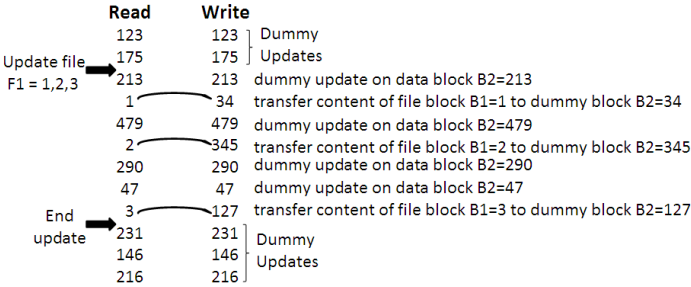 Read Write
123 123 Dummy
175 175 Updates
Update file
F1 = 1,2,3
213 213 dummy update on data block B2=213
1 34 transfer content of file block B1=1 to dummy block B2=34
479 479 dummy update on data block B2=479
2 345 transfer content of file block B1=2 to dummy block B2=345
290 290 dummy update on data block B2=290
47 47 dummy update on data block B2=47
3 127 transfer content of file block B1=3 to dummy block B2=127
End
update
231 231 Dummy
146 146 Updates
216 216